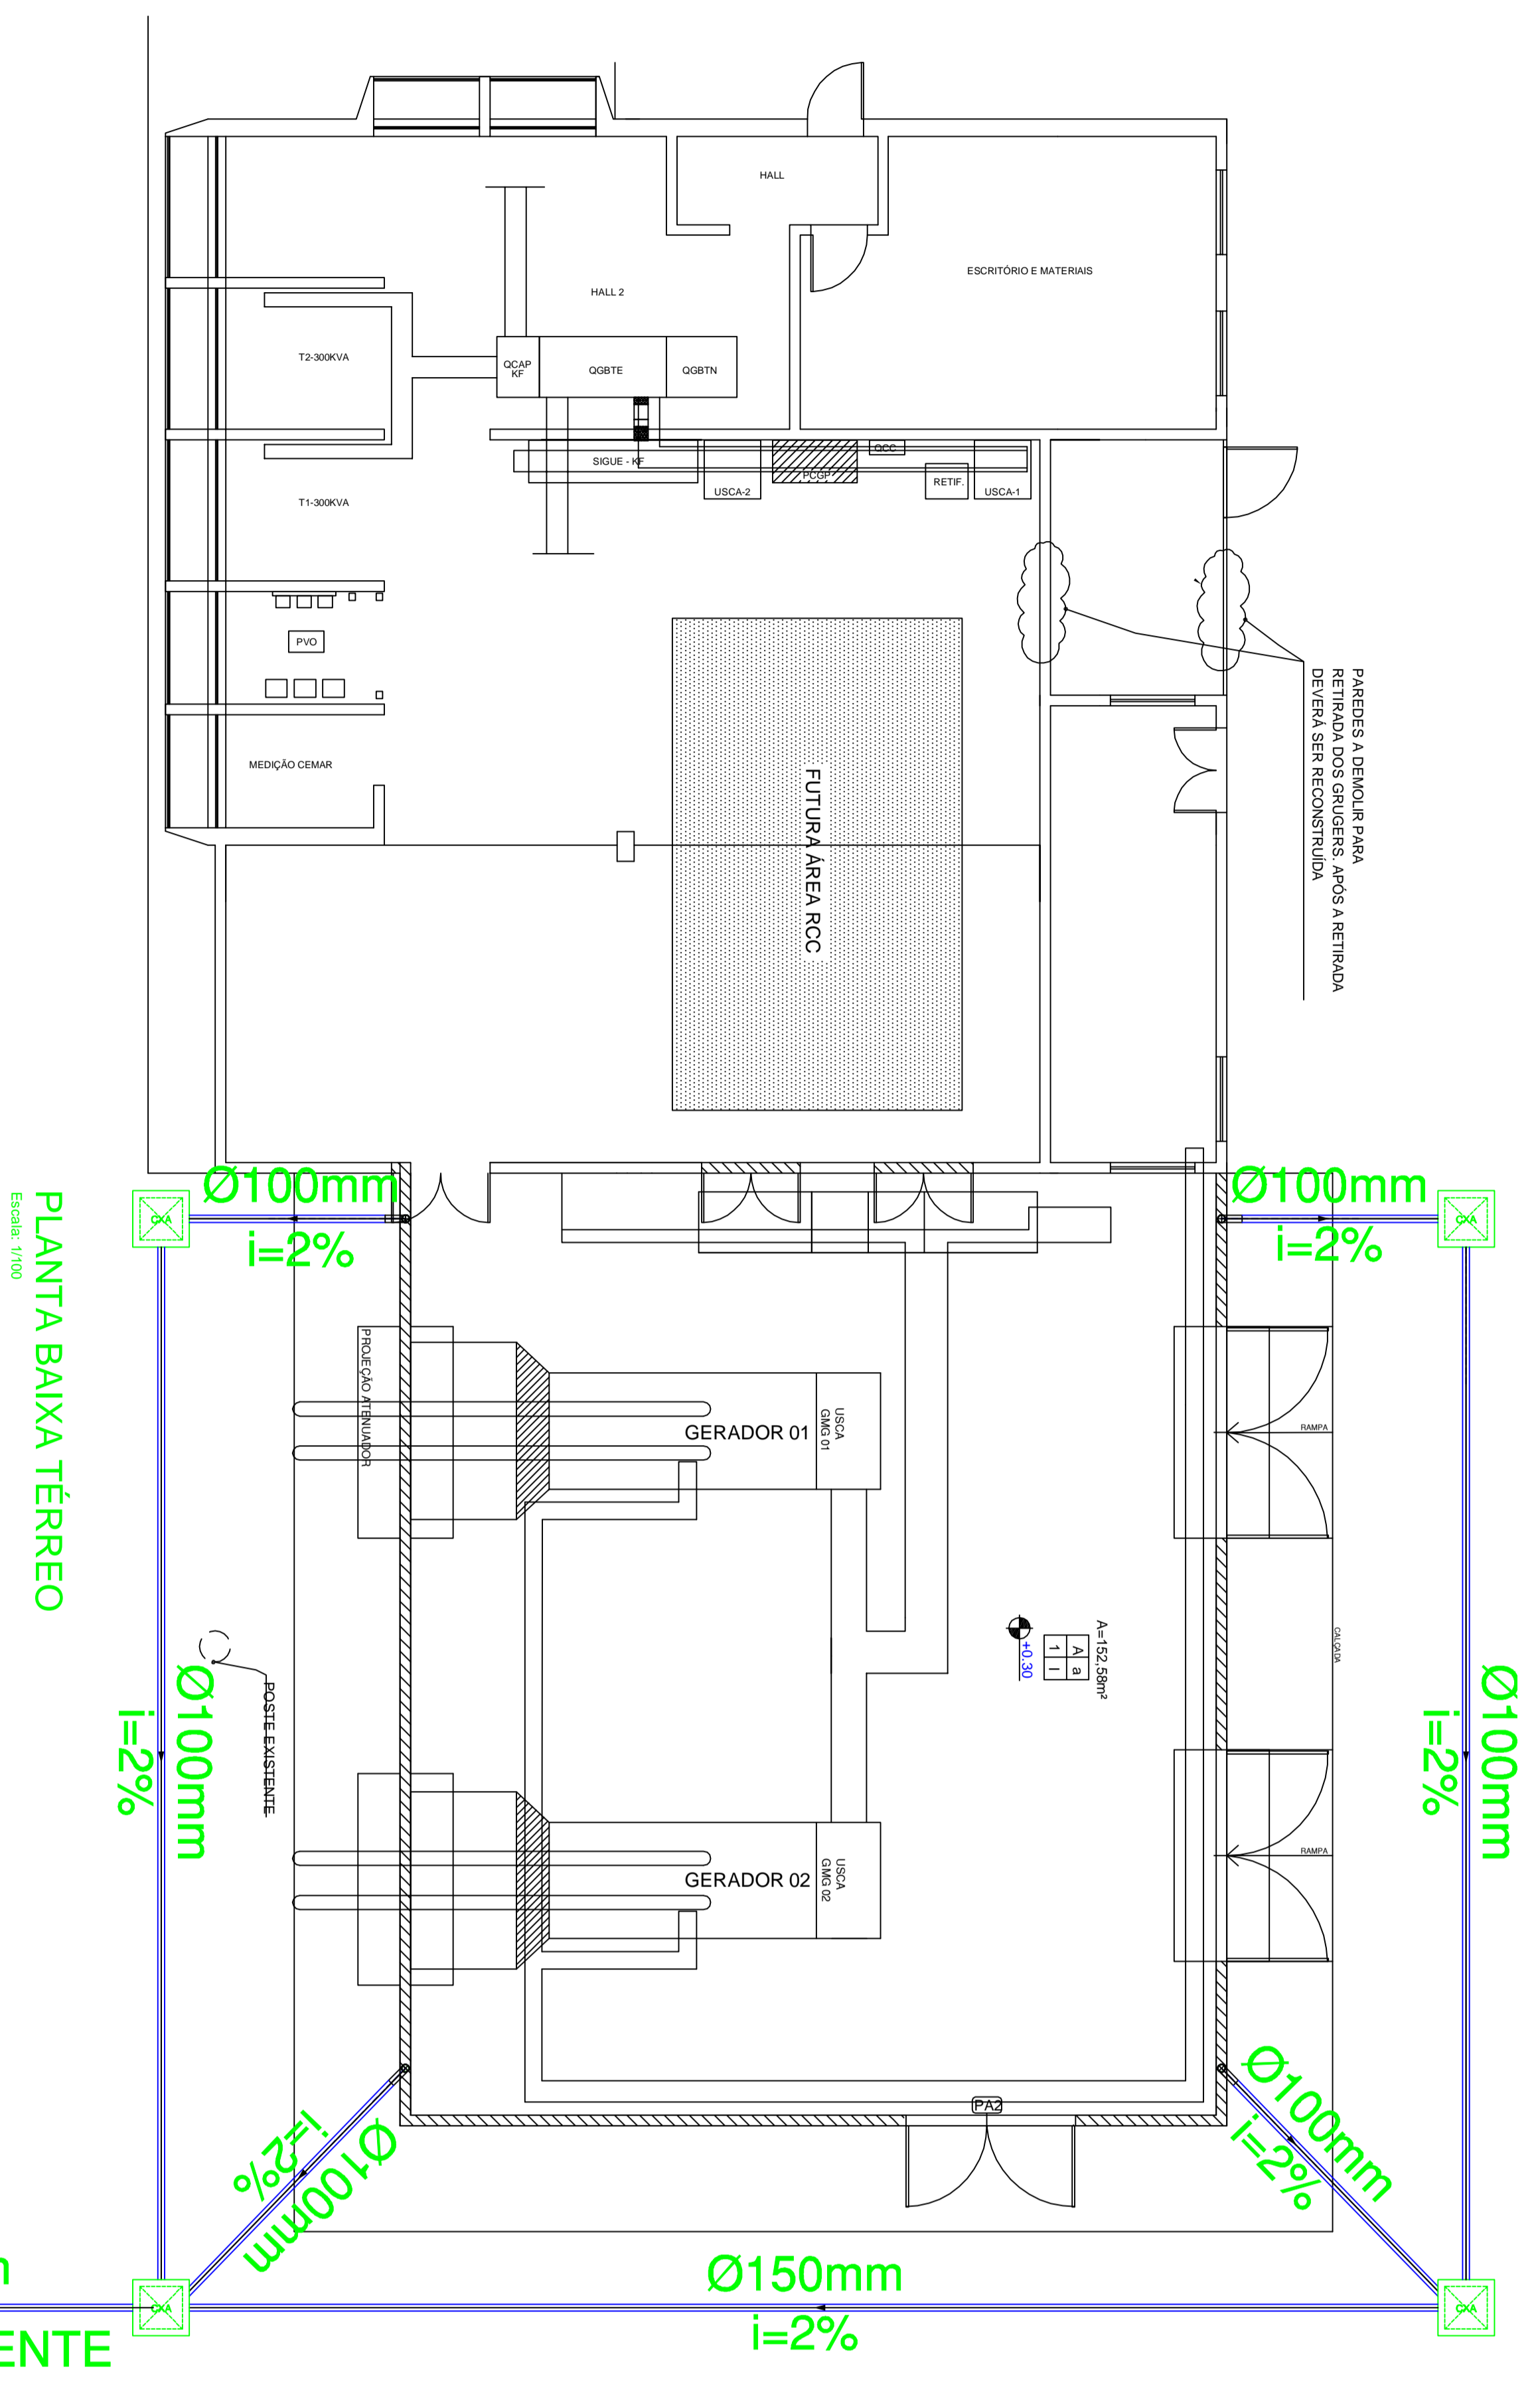 HALL
ESCRITÓRIO E MATERIAIS
HALL 2
T2-300KVA
QCAP
KF
QGBTE
QGBTN
SIGUE - KF
USCA-2
PCGP
QCC
RETIF.
USCA-1
T1-300KVA
PVO
MEDIÇÃO CEMAR
FUTURA ÁREA RCC
PAREDES A DEMOLIR PARA
RETIRADA DOS GRUGERS. APÓS A RETIRADA
DEVERÁ SER RECONSTRUÍDA
Ø100mm
i=2%
CXA
Ø100mm
i=2%
CXA
PLANTA BAIXA TÉRREO
Escala: 1/100
PROJEÇÃO ATENUADOR
GERADOR 01
USCA
GMG 01
RAMPA
A=152,58m²
A a
1 1
+0.30
CALÇADA
POSTE EXISTENTE
Ø100mm
i=2%
Ø100mm
i=2%
GERADOR 02
USCA
GMG 02
RAMPA
PA2
Ø100mm
i=2%
Ø100mm
i=2%
Ø150mm
i=2%
CXA
CXA
m
ENTE